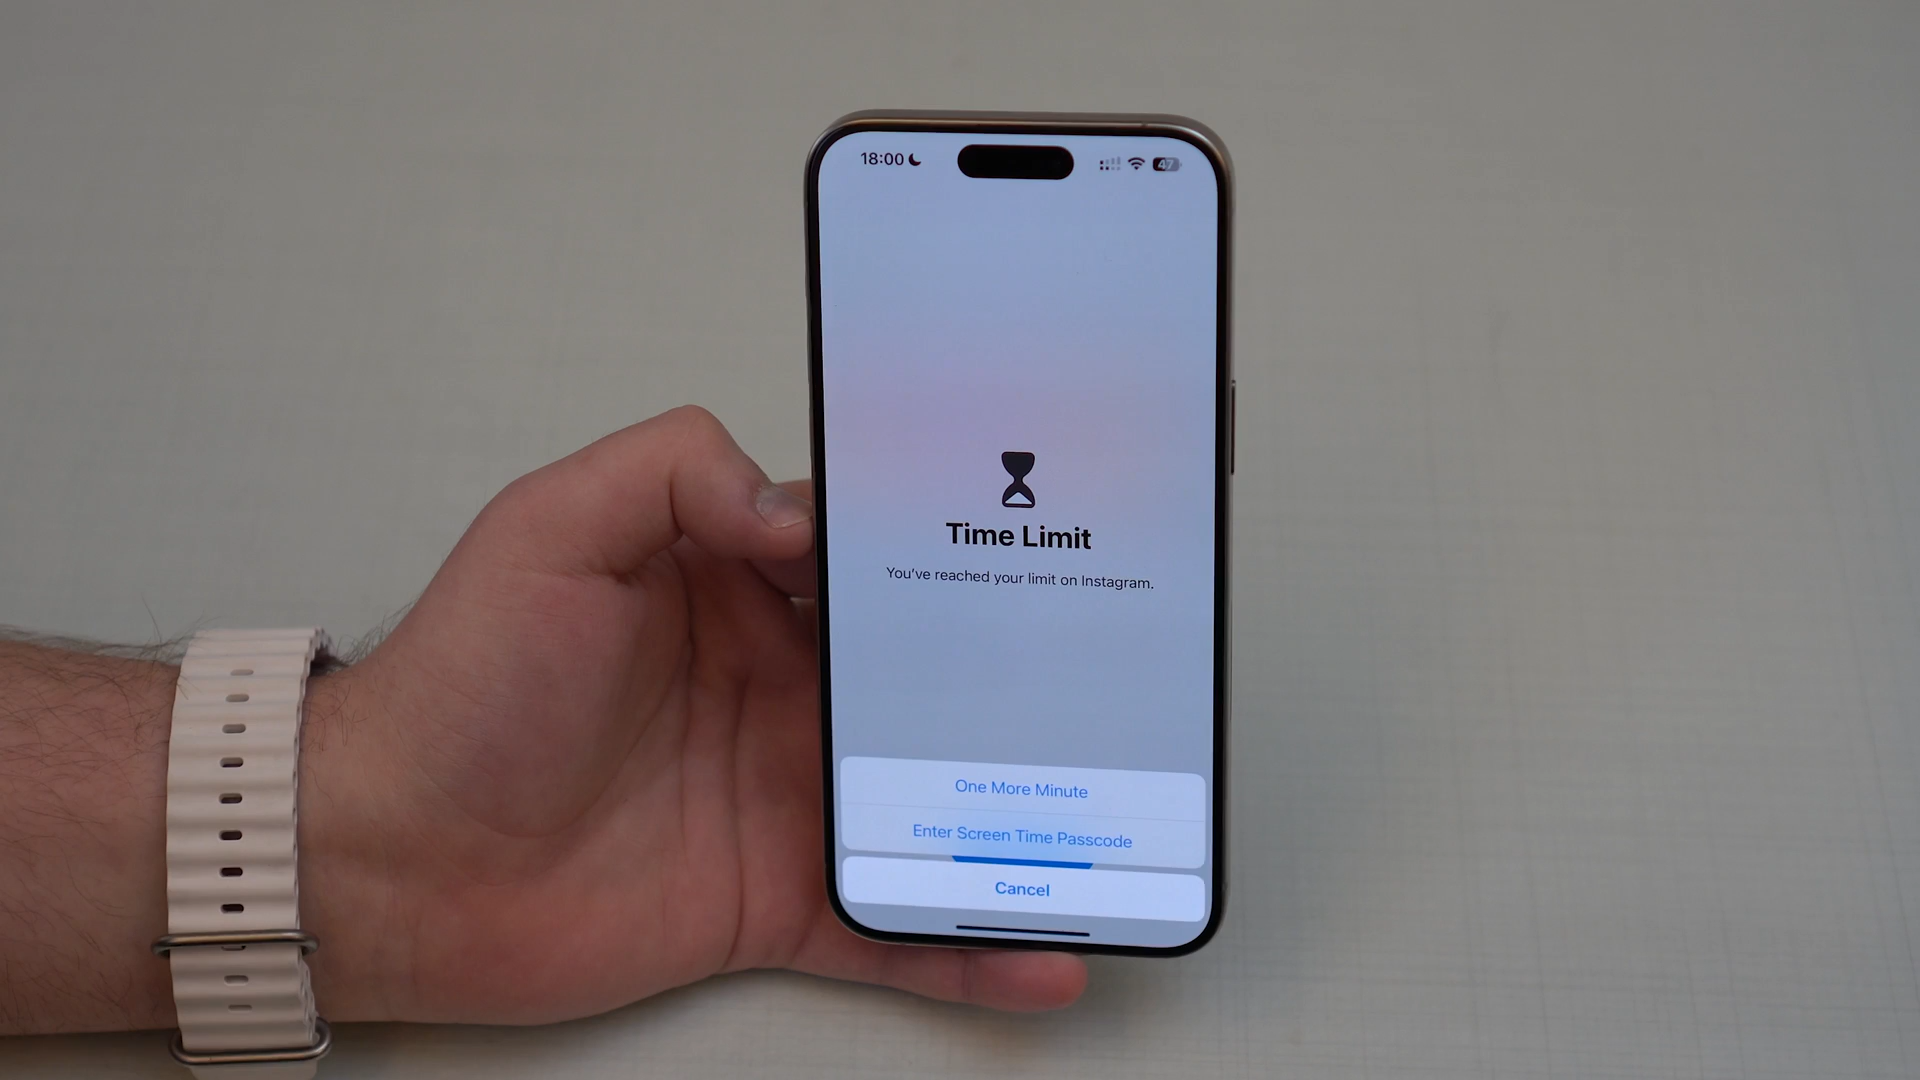 18:00
47
Time Limit
You've reached your limit on Instagram.
One More Minute
Enter Screen Time Passcode
Cancel